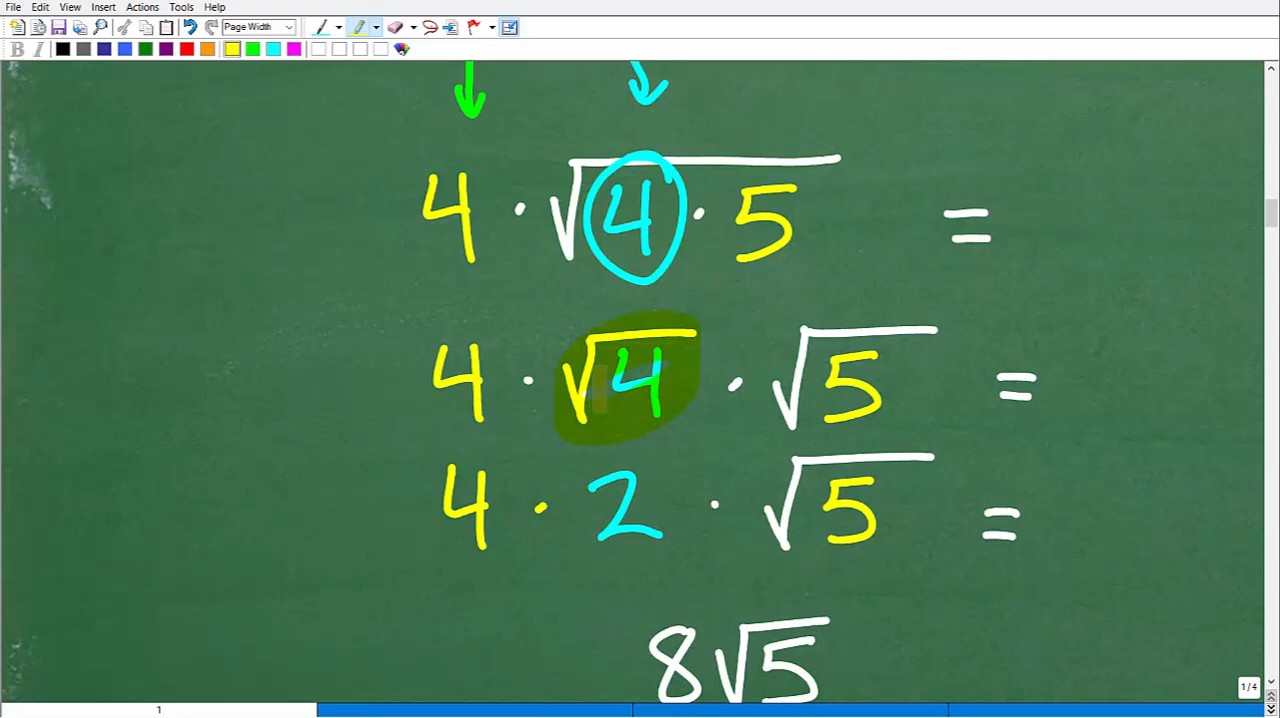 File Edit View Insert Actions Tools Help
Page Width
B I
4 · √(4 · 5) =
4 · √4 · √5 =
4 · 2 · √5 =
8√5
1/4
1